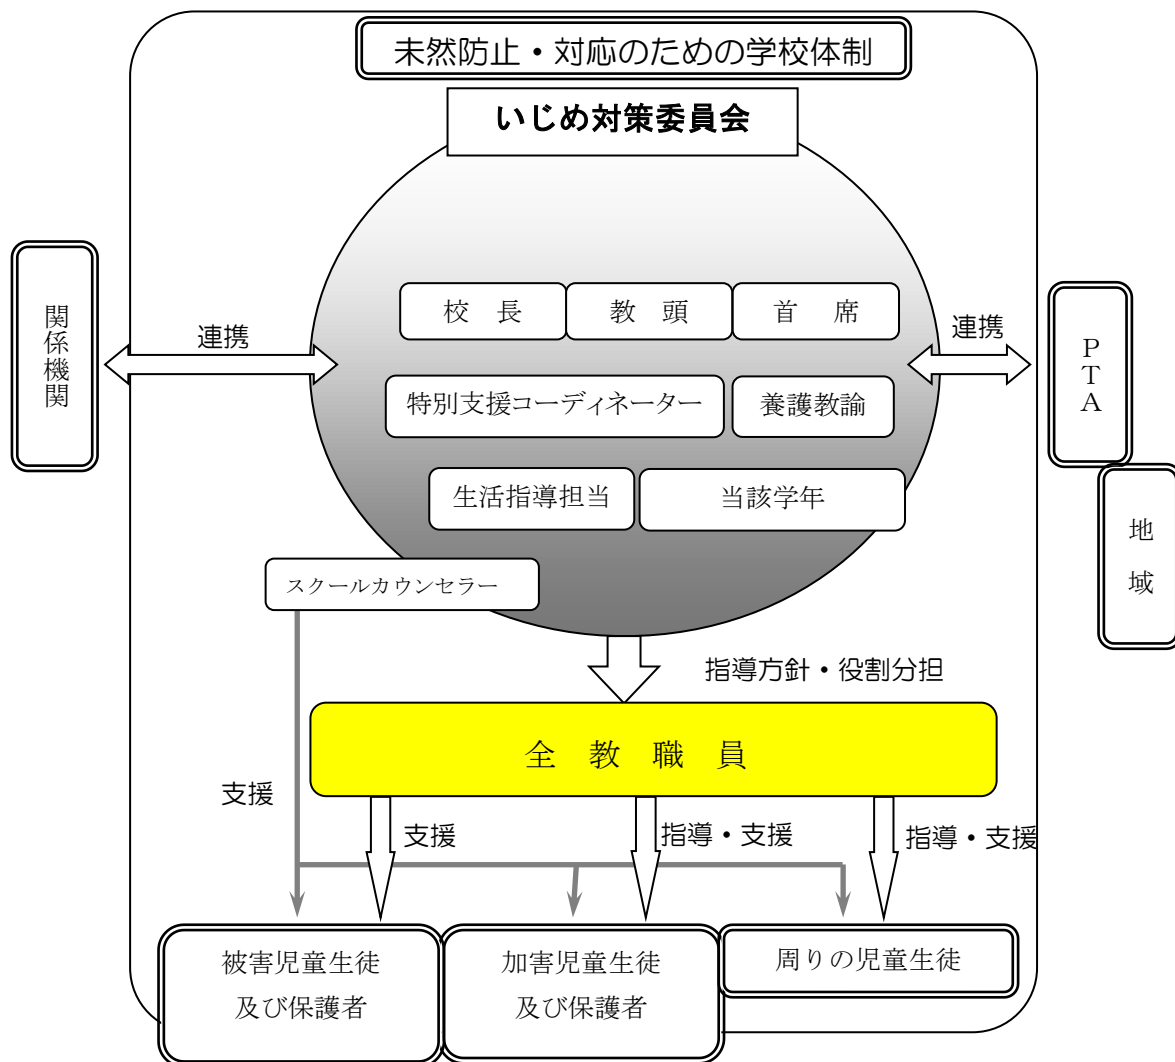 未然防止・対応のための学校体制
いじめ対策委員会
校　長
教　頭
首　席
関係機関
連携
連携
PTA
特別支援コーディネーター
養護教諭
生活指導担当
当該学年
地域
スクールカウンセラー
指導方針・役割分担
全　教　職　員
支援
支援
指導・支援
指導・支援
被害児童生徒
及び保護者
加害児童生徒
及び保護者
周りの児童生徒